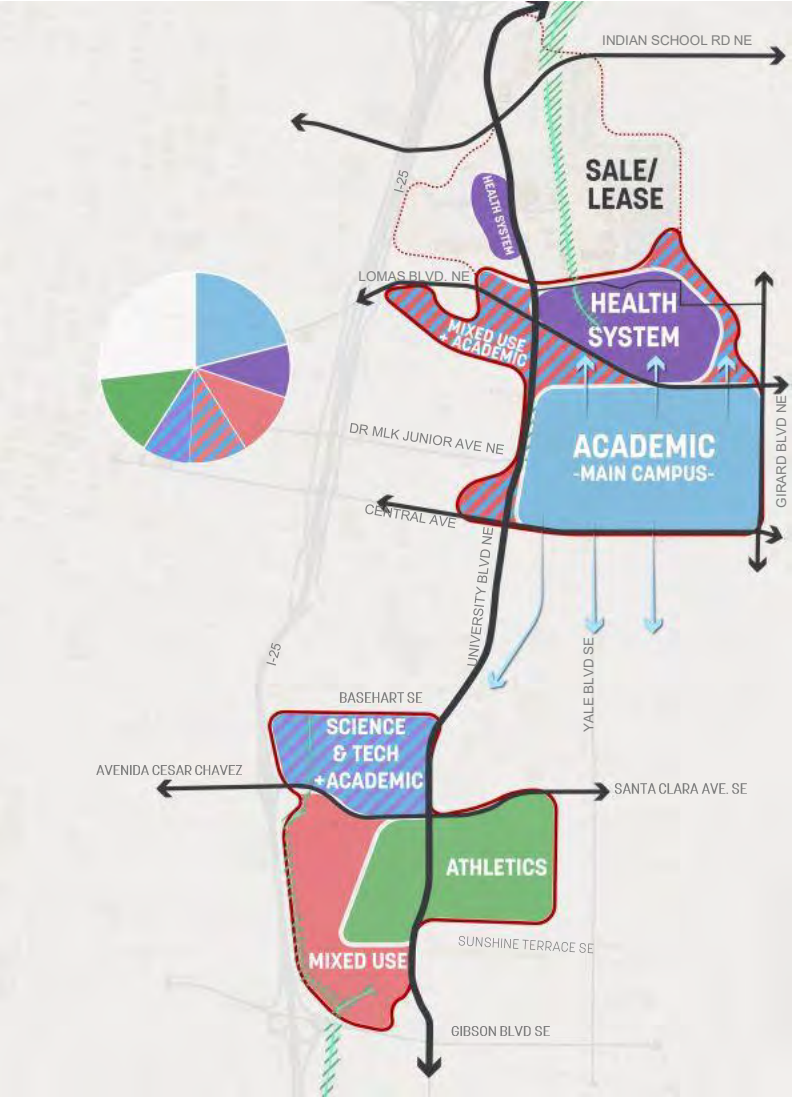 INDIAN SCHOOL RD NE
SALE/
LEASE
I-25
HEALTH SYSTEM
LOMAS BLVD. NE
HEALTH
SYSTEM
MIXED USE
+ ACADEMIC
DR MLK JUNIOR AVE NE
ACADEMIC
-MAIN CAMPUS-
GIRARD BLVD NE
CENTRAL AVE
UNIVERSITY BLVD NE
I-25
YALE BLVD SE
BASEHART SE
SCIENCE
& TECH
+ACADEMIC
AVENIDA CESAR CHAVEZ
SANTA CLARA AVE. SE
ATHLETICS
SUNSHINE TERRACE SE
MIXED USE
GIBSON BLVD SE